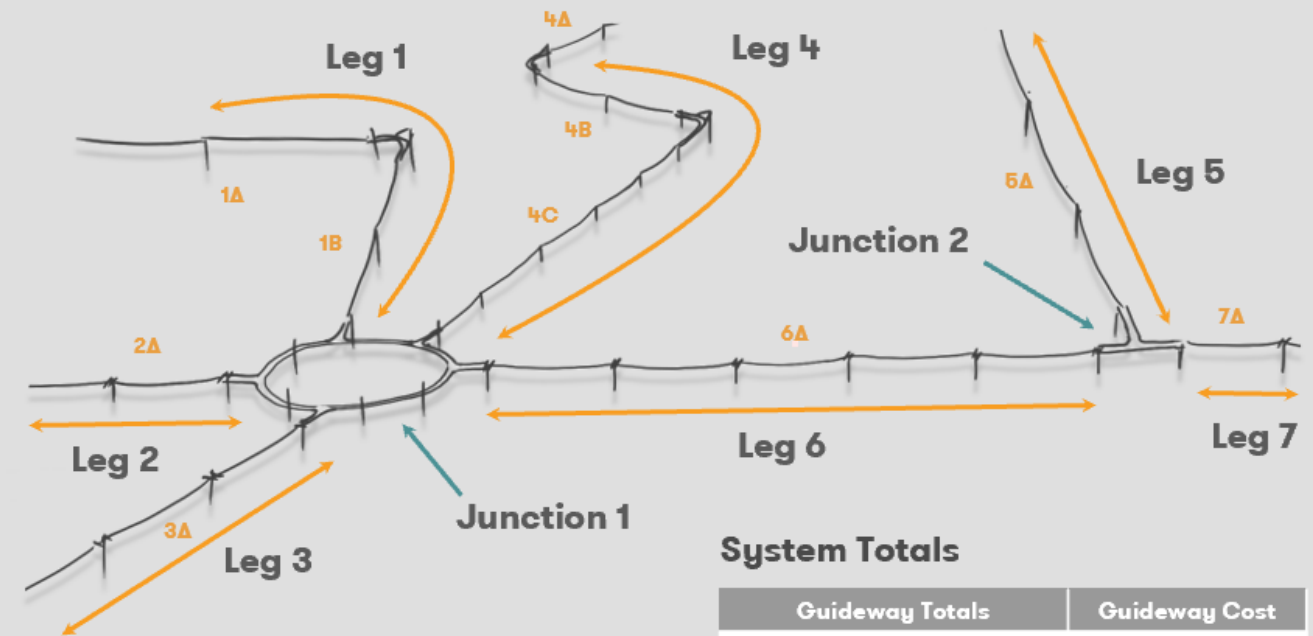 4A
Leg 1
Leg 4
4B
1A
5A
Leg 5
4C
1B
Junction 2
7A
6A
2A
Leg 2
Leg 6
Leg 7
3A
Junction 1
Leg 3
System Totals
Guideway Totals
Guideway Cost